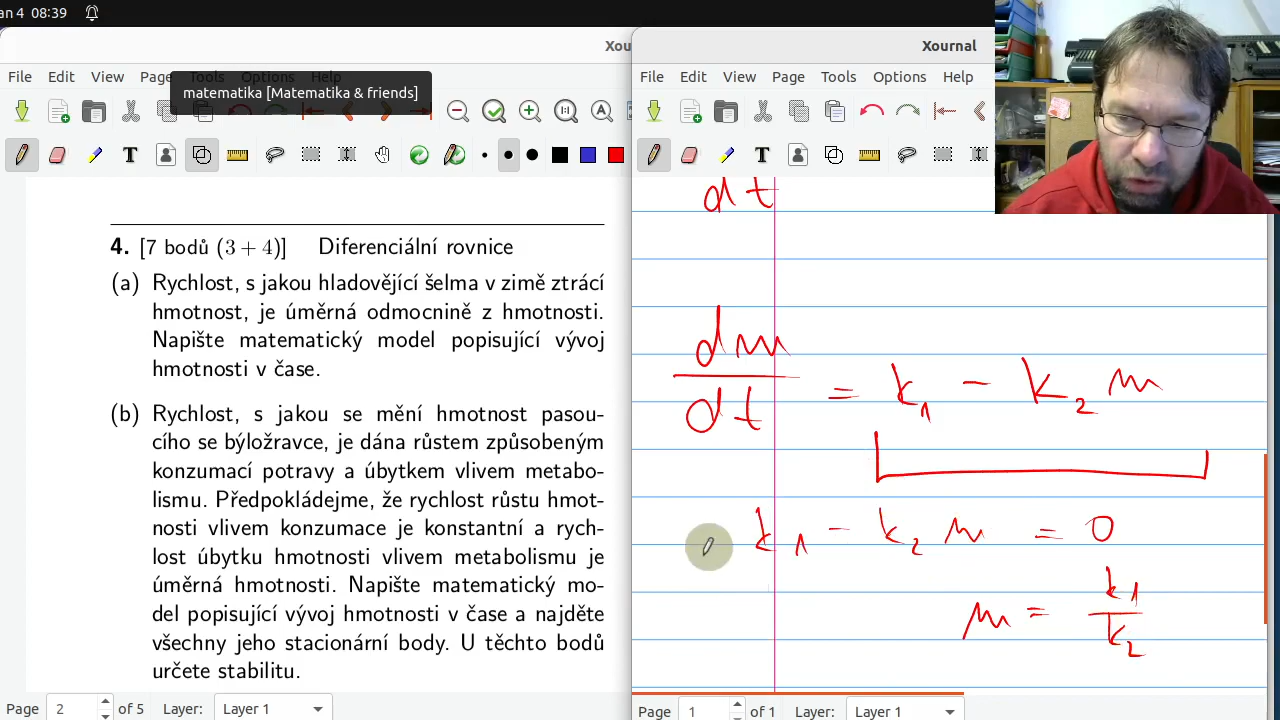 an 4 08:39
Xou
Xournal
File Edit View Page Tools Options Help
File Edit View Page Tools Options Help
matematika [Matematika & friends]
4. [7 bodů (3 + 4)] Diferenciální rovnice
(a) Rychlost, s jakou hladovějící šelma v zimě ztrácí
hmotnost, je úměrná odmocnině z hmotnosti.
Napište matematický model popisující vývoj
hmotnosti v čase.
(b) Rychlost, s jakou se mění hmotnost pasou-
cího se býložravce, je dána růstem způsobeným
konzumací potravy a úbytkem vlivem metabo-
lismu. Předpokládejme, že rychlost růstu hmot-
nosti vlivem konzumace je konstantní a rych-
lost úbytku hmotnosti vlivem metabolismu je
úměrná hmotnosti. Napište matematický mo-
del popisující vývoj hmotnosti v čase a najděte
všechny jeho stacionární body. U těchto bodů
určete stabilitu.
dt
dm/dt = k₁ − k₂ m
k₁ − k₂ m = 0
m = k₁/k₂
Page 2 of 5 Layer: Layer 1
Page 1 of 1 Layer: Layer 1